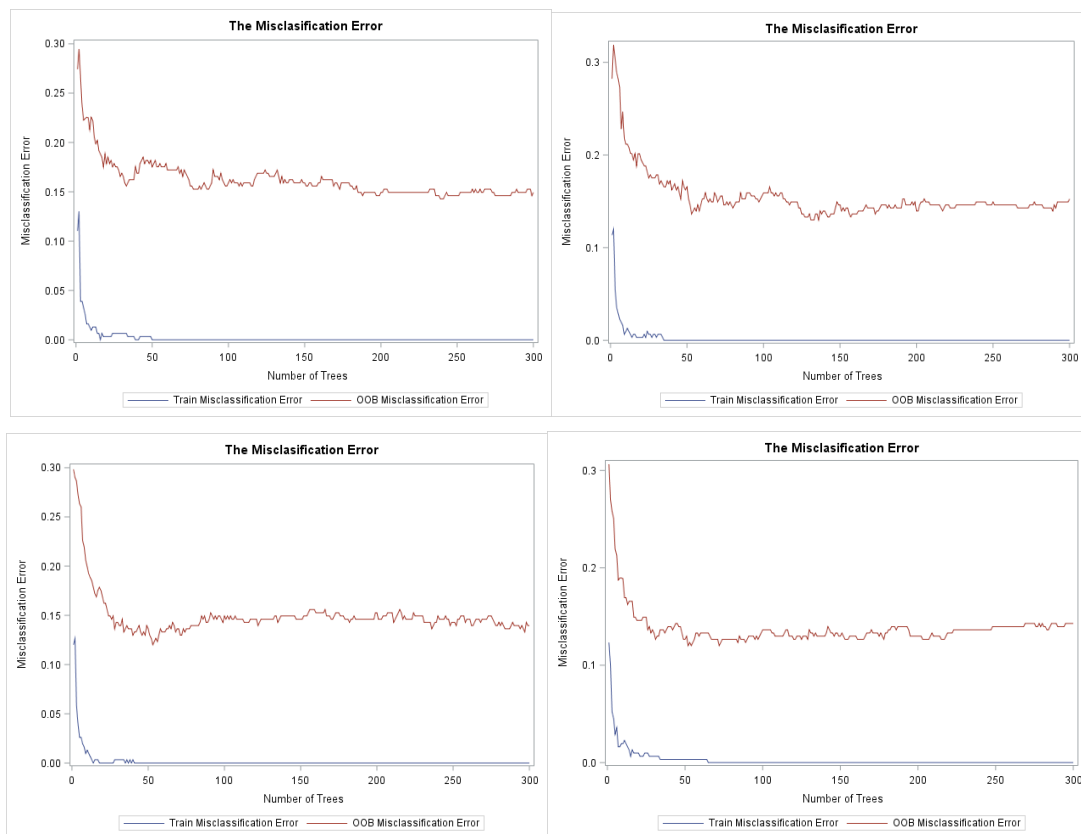 The Misclasification Error
0.30
0.25
0.20
0.15
0.10
0.05
0.00
Misclassification Error
0 50 100 150 200 250 300
Number of Trees
Train Misclassification Error OOB Misclassification Error
The Misclasification Error
0.3
0.2
0.1
0.0
Misclassification Error
0 50 100 150 200 250 300
Number of Trees
Train Misclassification Error OOB Misclassification Error
The Misclasification Error
0.30
0.25
0.20
0.15
0.10
0.05
0.00
Misclassification Error
0 50 100 150 200 250 300
Number of Trees
Train Misclassification Error OOB Misclassification Error
The Misclasification Error
0.3
0.2
0.1
0.0
Misclassification Error
0 50 100 150 200 250 300
Number of Trees
Train Misclassification Error OOB Misclassification Error